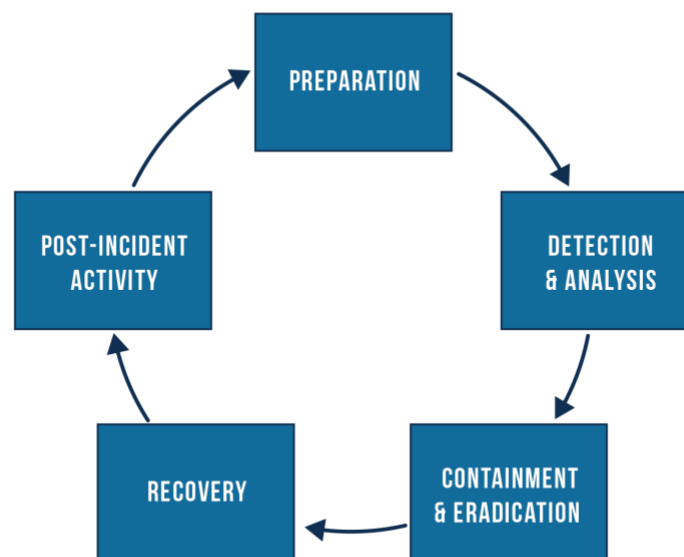 PREPARATION
DETECTION
& ANALYSIS
CONTAINMENT
& ERADICATION
RECOVERY
POST-INCIDENT
ACTIVITY